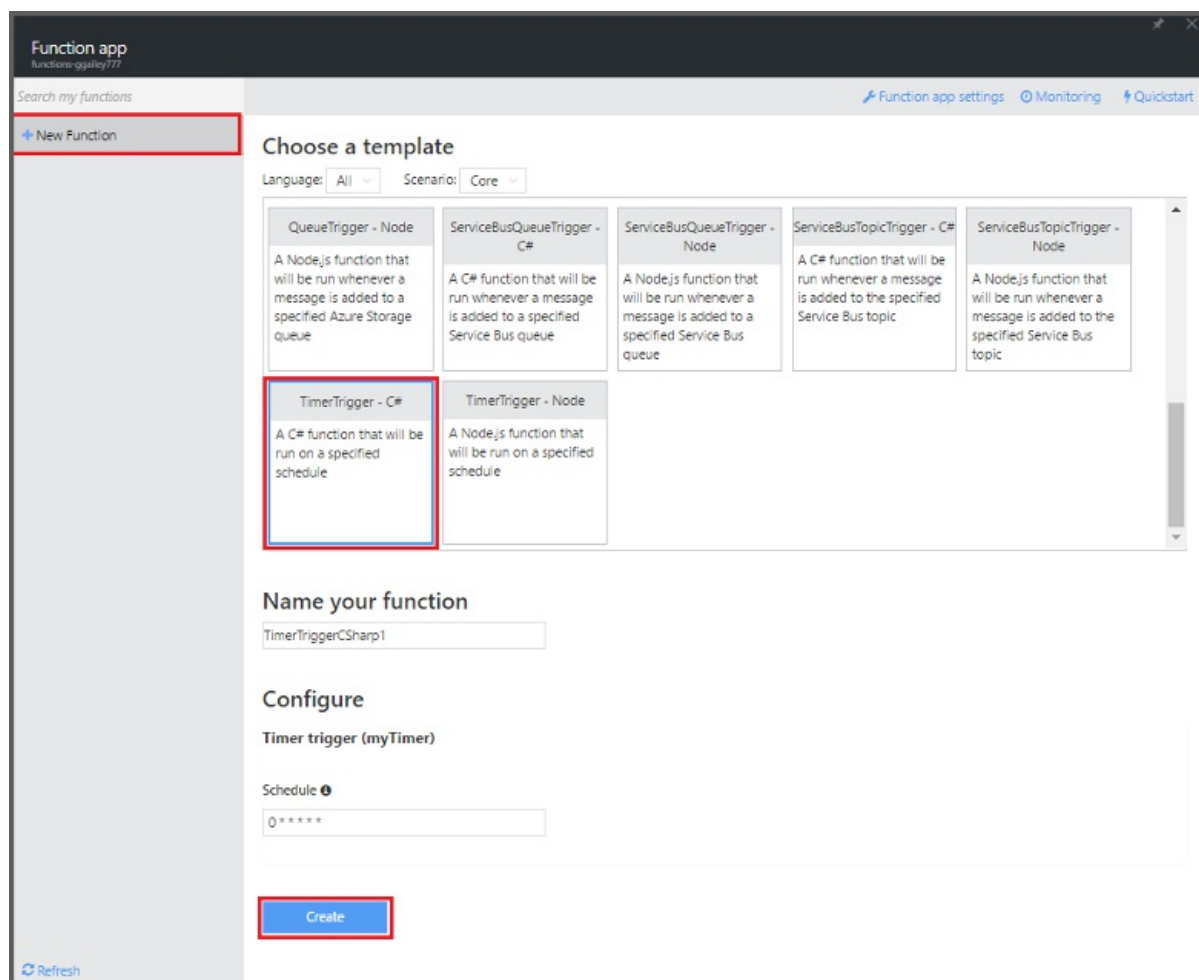 Function app
functions-ggailey777
Search my functions
Function app settings
Monitoring
Quickstart
New Function
Choose a template
Language: All
Scenario: Core
QueueTrigger - Node
A Node.js function that
will be run whenever a
message is added to a
specified Azure Storage
queue
ServiceBusQueueTrigger -
C#
A C# function that will be
run whenever a message
is added to a specified
Service Bus queue
ServiceBusQueueTrigger -
Node
A Node.js function that
will be run whenever a
message is added to a
specified Service Bus
queue
ServiceBusTopicTrigger - C#
A C# function that will be
run whenever a message
is added to the specified
Service Bus topic
ServiceBusTopicTrigger -
Node
A Node.js function that
will be run whenever a
message is added to the
specified Service Bus
topic
TimerTrigger - C#
A C# function that will be
run on a specified
schedule
TimerTrigger - Node
A Node.js function that
will be run on a specified
schedule
Name your function
TimerTriggerCSharp1
Configure
Timer trigger (myTimer)
Schedule
0 * * * * *
Create
Refresh